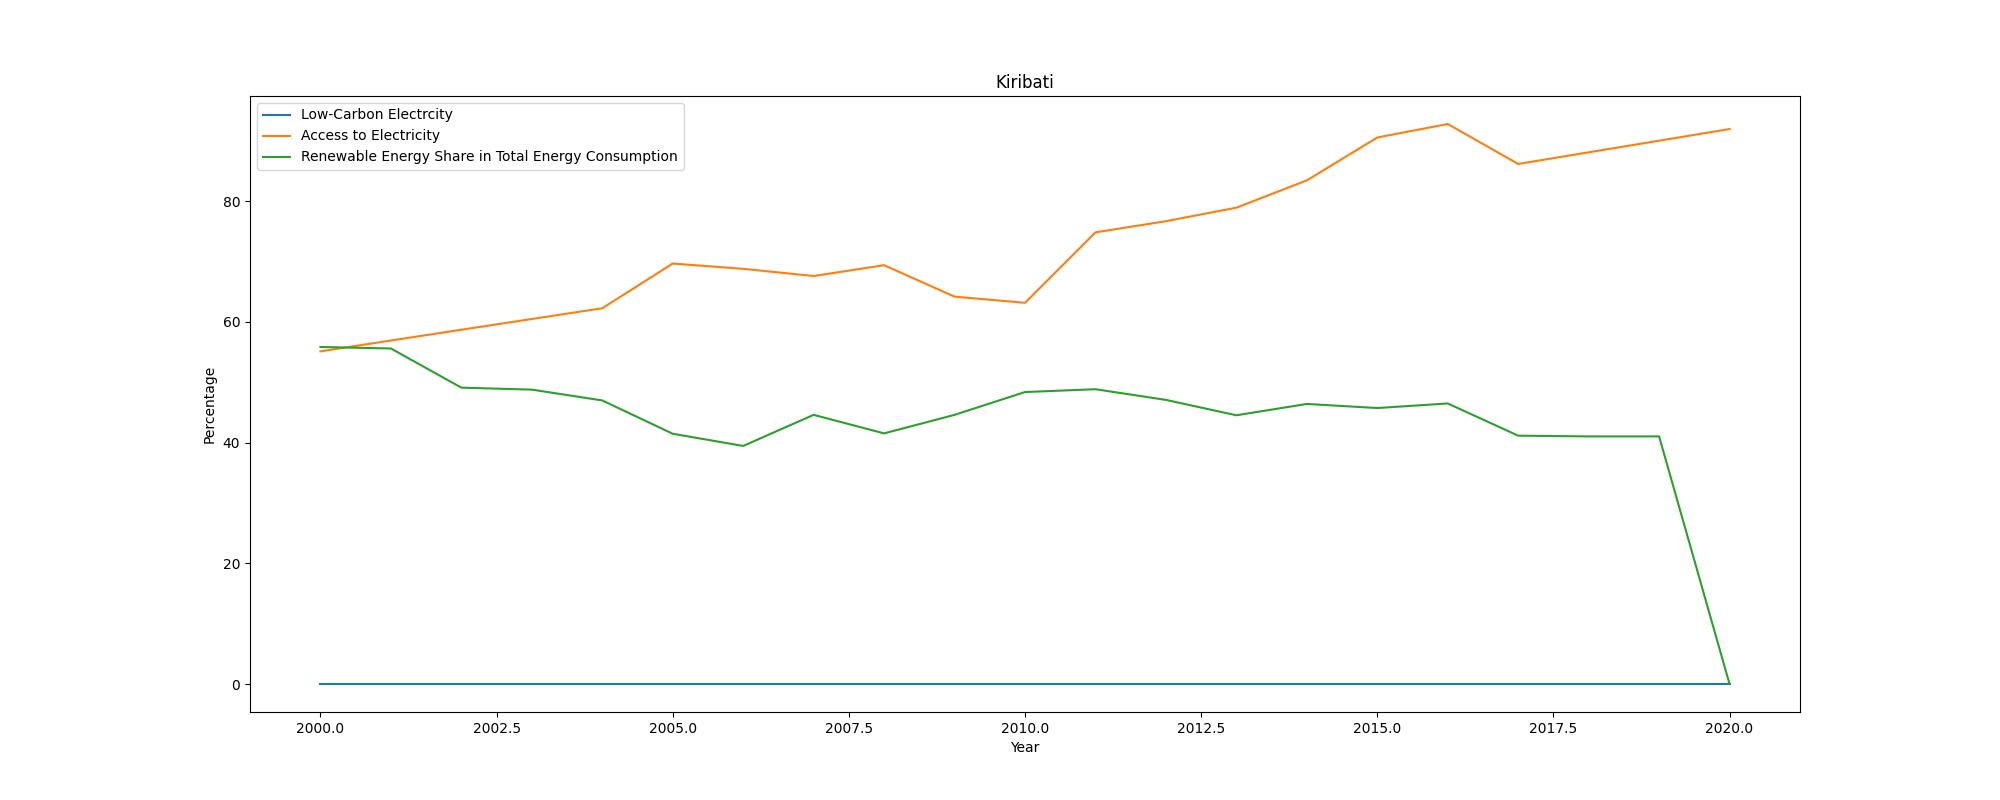 Kiribati
Low-Carbon Electrcity
Access to Electricity
Renewable Energy Share in Total Energy Consumption
Percentage
80
60
40
20
0
2000.0 2002.5 2005.0 2007.5 2010.0 2012.5 2015.0 2017.5 2020.0
Year